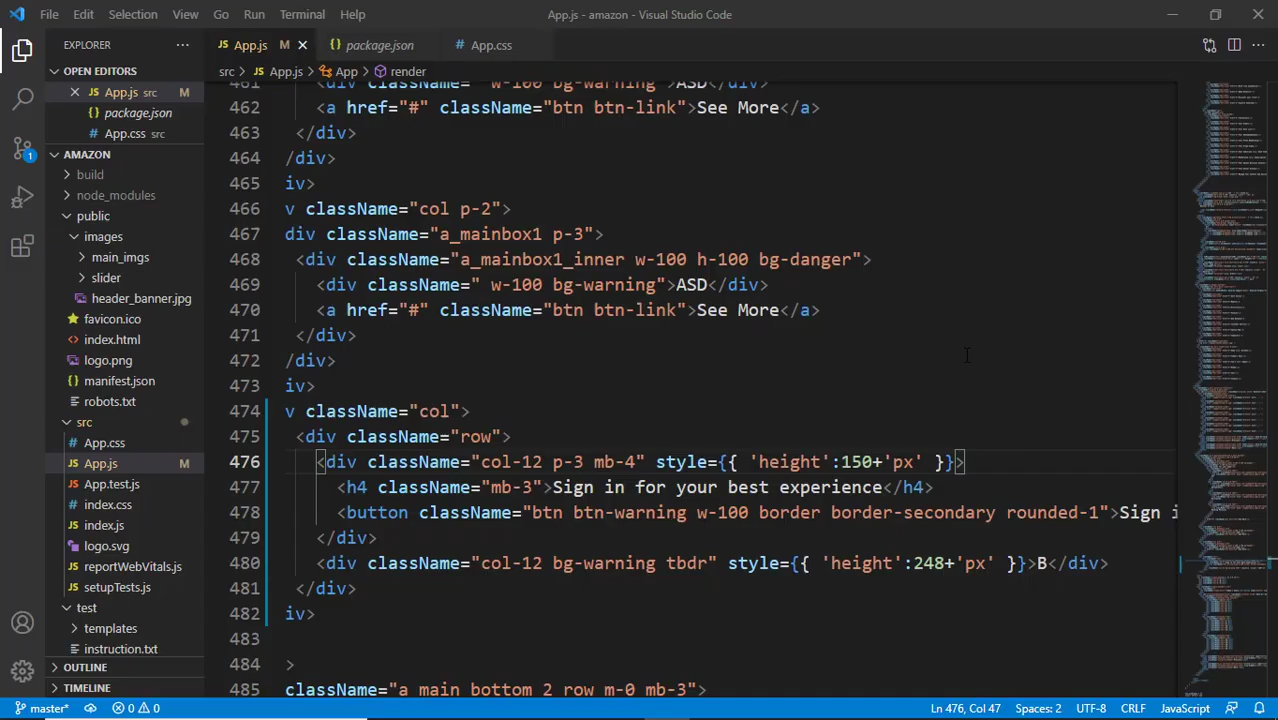 File Edit Selection View Go Run Terminal Help App.js - amazon - Visual Studio Code
EXPLORER
App.js M
package.json
App.css
OPEN EDITORS
src > App.js > App > render
App.js src M
package.json
App.css src
AMAZON
build
node_modules
public
images
main_imgs
slider
header_banner.jpg
favicon.ico
index.html
logo.png
manifest.json
robots.txt
src
App.css
App.js M
App.test.js
index.css
index.js
logo.svg
reportWebVitals.js
setupTests.js
test
templates
instruction.txt
OUTLINE
TIMELINE
461 <div className=" w-100 bg-warning">ASD</div>
462 <a href="#" className="btn btn-link">See More</a>
463 </div>
464 /div>
465 iv>
466 v className="col p-2">
467 div className="a_mainbox1 p-3">
468 <div className="a_mainbox1_inner w-100 h-100 bg-danger">
469 <div className=" w-100 bg-warning">ASD</div>
470 <a href="#" className="btn btn-link">See More</a>
471 </div>
472 /div>
473 iv>
474 v className="col">
475 <div className="row">
476 <div className="col-12 p-3 mb-4" style={{ 'height':150+'px' }}>
477 <h4 className="mb-3">Sign in for your best experience</h4>
478 <button className="btn btn-warning w-100 border border-secondary rounded-1">Sign i
479 </div>
480 <div className="col-12 bg-warning tbdr" style={{ 'height':248+'px' }}>B</div>
481 </div>
482 iv>
483
484 >
485 className="a_main_bottom_2 row m-0 mb-3">
1
master* 0 0 Ln 476, Col 47 Spaces: 2 UTF-8 CRLF JavaScript